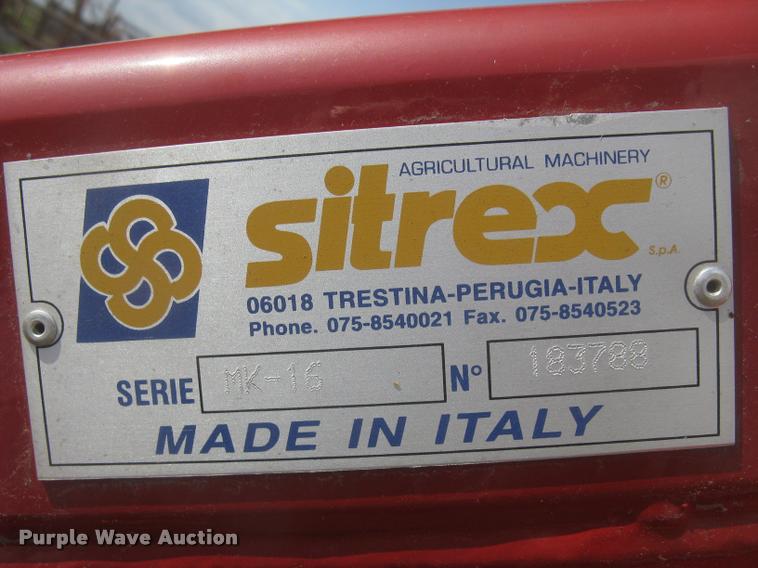 AGRICULTURAL MACHINERY
sitrex®
S.p.A.
06018 TRESTINA-PERUGIA-ITALY
Phone. 075-8540021 Fax. 075-8540523
SERIE MK-16 N° 183788
MADE IN ITALY
Purple Wave Auction